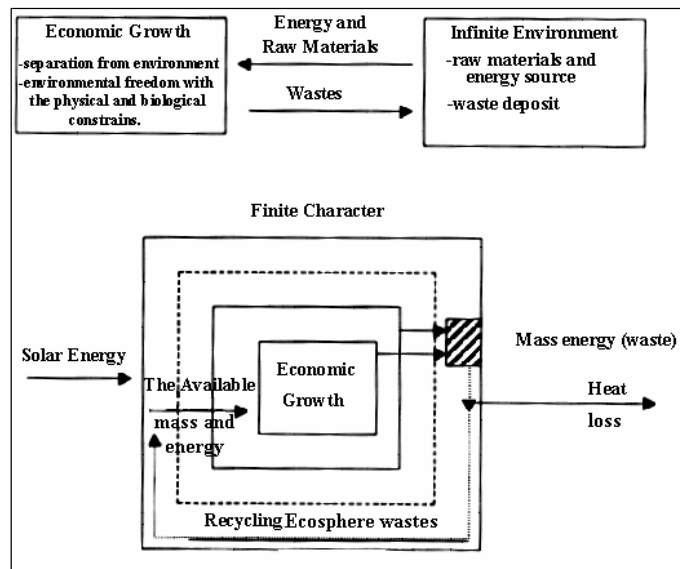 Economic Growth
-separation from environment
-environmental freedom with
the physical and biological
constrains.
Energy and
Raw Materials
Wastes
Infinite Environment
-raw materials and
energy source
-waste deposit
Finite Character
Solar Energy
The Available
mass and
energy
Economic
Growth
Mass energy (waste)
Heat
loss
Recycling Ecosphere wastes